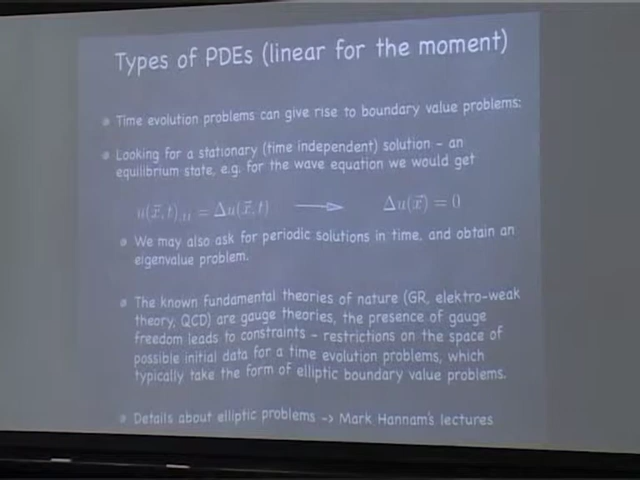 Types of PDEs (linear for the moment)
Time evolution problems can give rise to boundary value problems:
Looking for a stationary (time independent) solution - an
equilibrium state, e.g. for the wave equation we would get
u(x⃗,t),tt = Δu(x⃗,t) → Δu(x⃗) = 0
We may also ask for periodic solutions in time, and obtain an
eigenvalue problem.
The known fundamental theories of nature (GR, elektro-weak
theory, QCD) are gauge theories, the presence of gauge
freedom leads to constraints - restrictions on the space of
possible initial data for a time evolution problems, which
typically take the form of elliptic boundary value problems.
Details about elliptic problems -> Mark Hannam's lectures